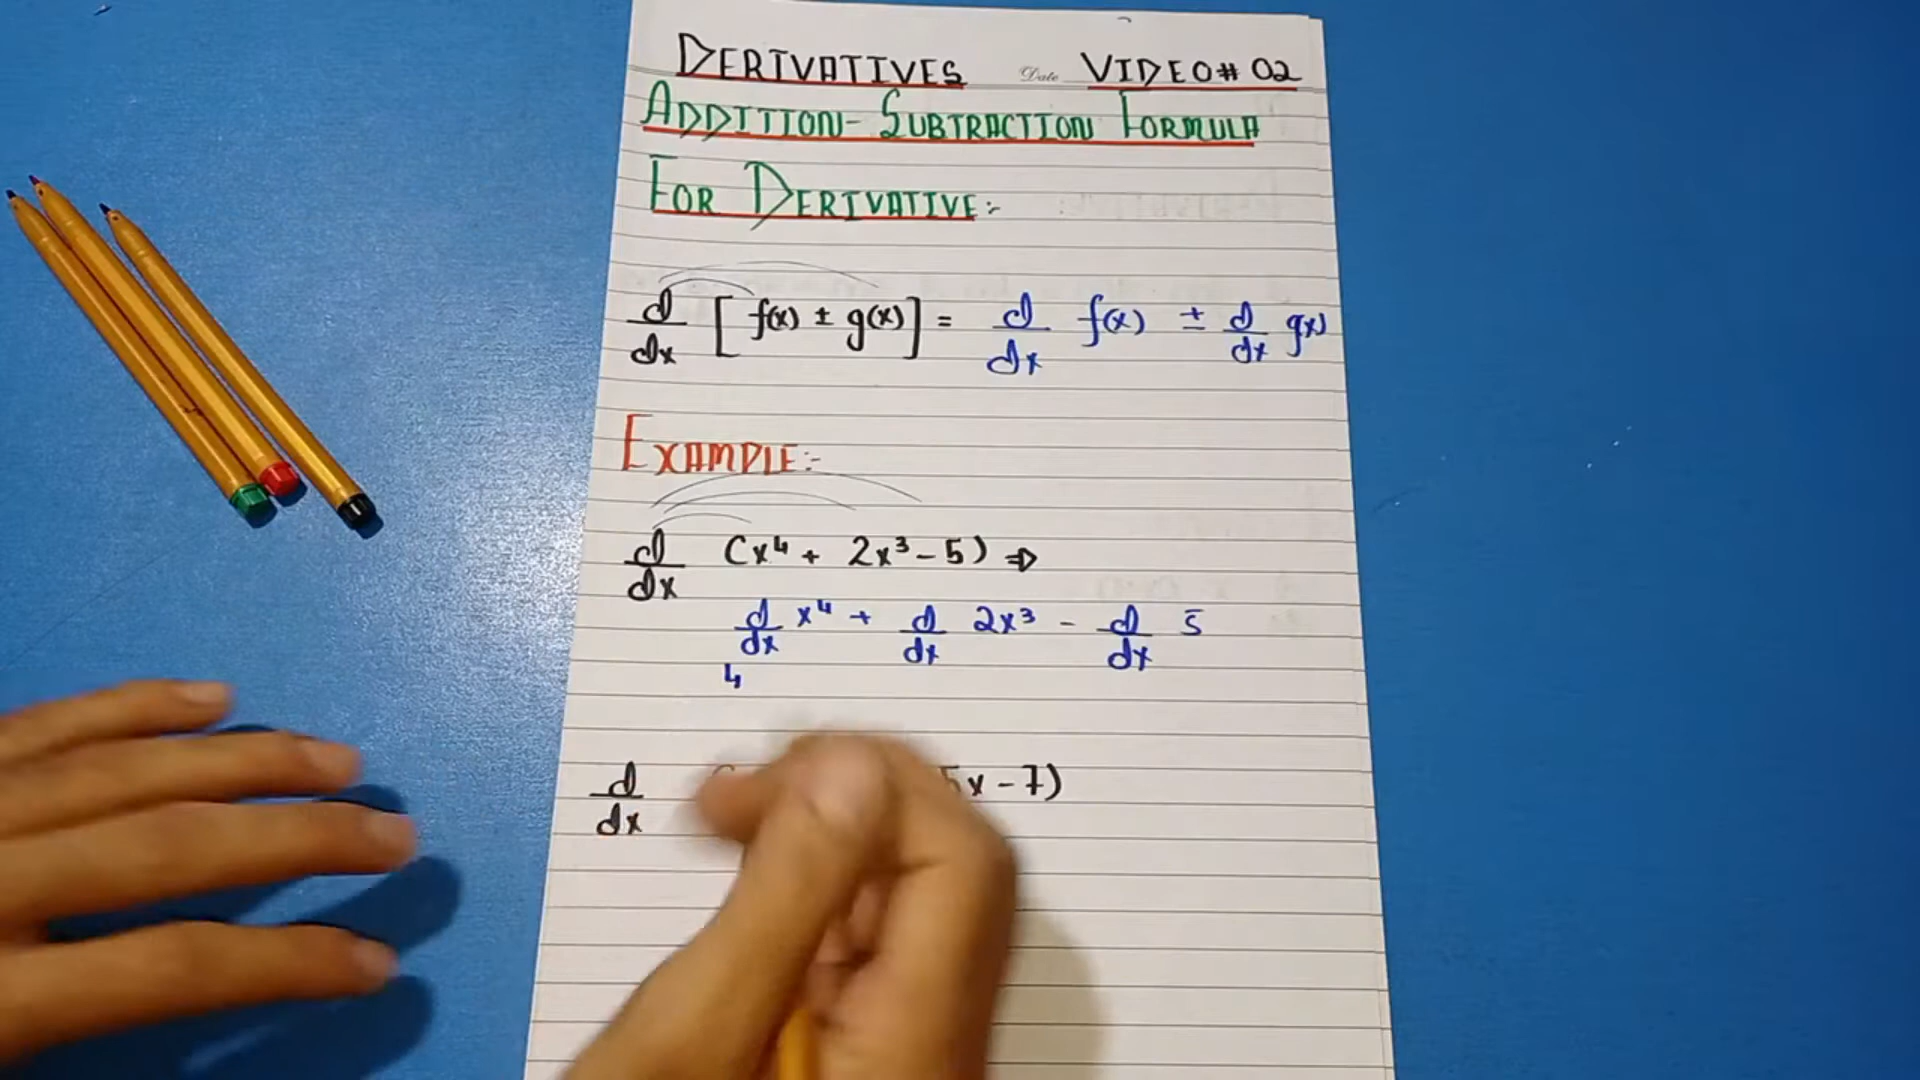 DERIVATIVES Date VIDEO# 02
ADDITION- SUBTRACTION FORMULA
FOR DERIVATIVE:-
d/dx [f(x) ± g(x)] = d/dx f(x) ± d/dx g(x)
EXAMPLE:-
d/dx (x⁴ + 2x³ - 5) ⇒
d/dx x⁴ + d/dx 2x³ - d/dx 5
4
d/dx 5x - 7)